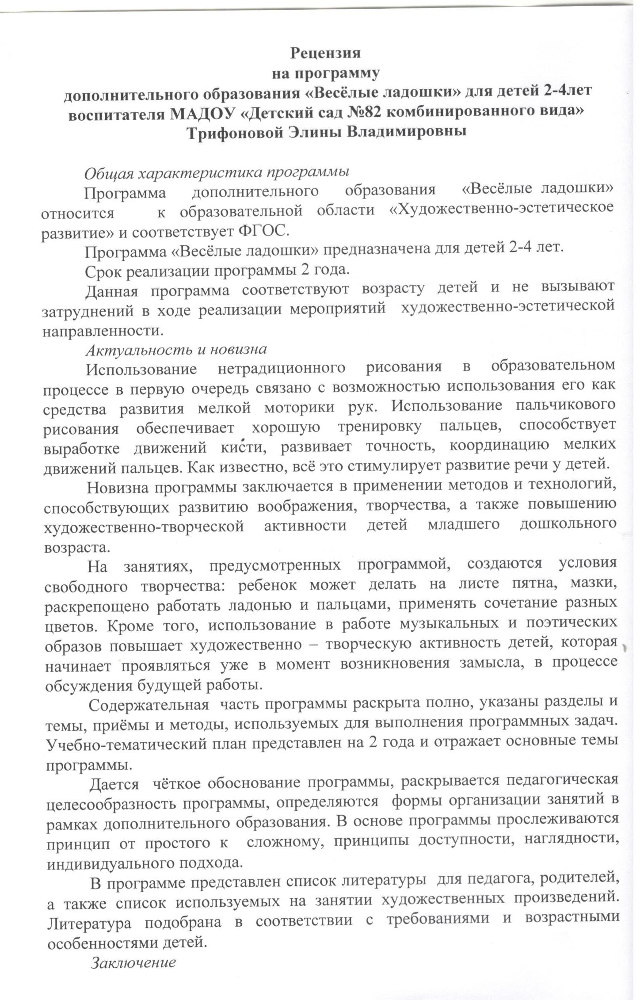 Рецензия
на программу
дополнительного образования «Весёлые ладошки» для детей 2-4лет
воспитателя МАДОУ «Детский сад №82 комбинированного вида»
Трифоновой Элины Владимировны
Общая характеристика программы
Программа дополнительного образования «Весёлые ладошки»
относится к образовательной области «Художественно-эстетическое
развитие» и соответствует ФГОС.
Программа «Весёлые ладошки» предназначена для детей 2-4 лет.
Срок реализации программы 2 года.
Данная программа соответствуют возрасту детей и не вызывают
затруднений в ходе реализации мероприятий художественно-эстетической
направленности.
Актуальность и новизна
Использование нетрадиционного рисования в образовательном
процессе в первую очередь связано с возможностью использования его как
средства развития мелкой моторики рук. Использование пальчикового
рисования обеспечивает хорошую тренировку пальцев, способствует
выработке движений кисти, развивает точность, координацию мелких
движений пальцев. Как известно, всё это стимулирует развитие речи у детей.
Новизна программы заключается в применении методов и технологий,
способствующих развитию воображения, творчества, а также повышению
художественно-творческой активности детей младшего дошкольного
возраста.
На занятиях, предусмотренных программой, создаются условия
свободного творчества: ребенок может делать на листе пятна, мазки,
раскрепощено работать ладонью и пальцами, применять сочетание разных
цветов. Кроме того, использование в работе музыкальных и поэтических
образов повышает художественно – творческую активность детей, которая
начинает проявляться уже в момент возникновения замысла, в процессе
обсуждения будущей работы.
Содержательная часть программы раскрыта полно, указаны разделы и
темы, приёмы и методы, используемых для выполнения программных задач.
Учебно-тематический план представлен на 2 года и отражает основные темы
программы.
Дается чёткое обоснование программы, раскрывается педагогическая
целесообразность программы, определяются формы организации занятий в
рамках дополнительного образования. В основе программы прослеживаются
принцип от простого к сложному, принципы доступности, наглядности,
индивидуального подхода.
В программе представлен список литературы для педагога, родителей,
а также список используемых на занятии художественных произведений.
Литература подобрана в соответствии с требованиями и возрастными
особенностями детей.
Заключение